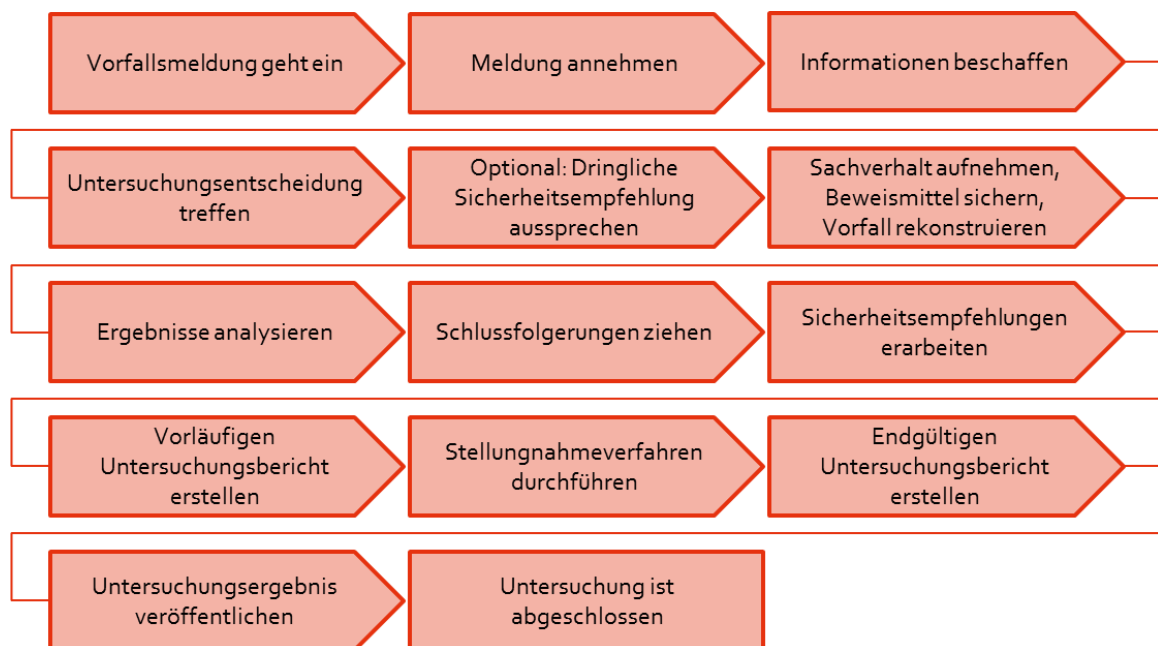 Vorfallsmeldung geht ein
Meldung annehmen
Informationen beschaffen
Untersuchungsentscheidung
treffen
Optional: Dringliche
Sicherheitsempfehlung
aussprechen
Sachverhalt aufnehmen,
Beweismittel sichern,
Vorfall rekonstruieren
Ergebnisse analysieren
Schlussfolgerungen ziehen
Sicherheitsempfehlungen
erarbeiten
Vorläufigen
Untersuchungsbericht
erstellen
Stellungnahmeverfahren
durchführen
Endgültigen
Untersuchungsbericht
erstellen
Untersuchungsergebnis
veröffentlichen
Untersuchung ist
abgeschlossen